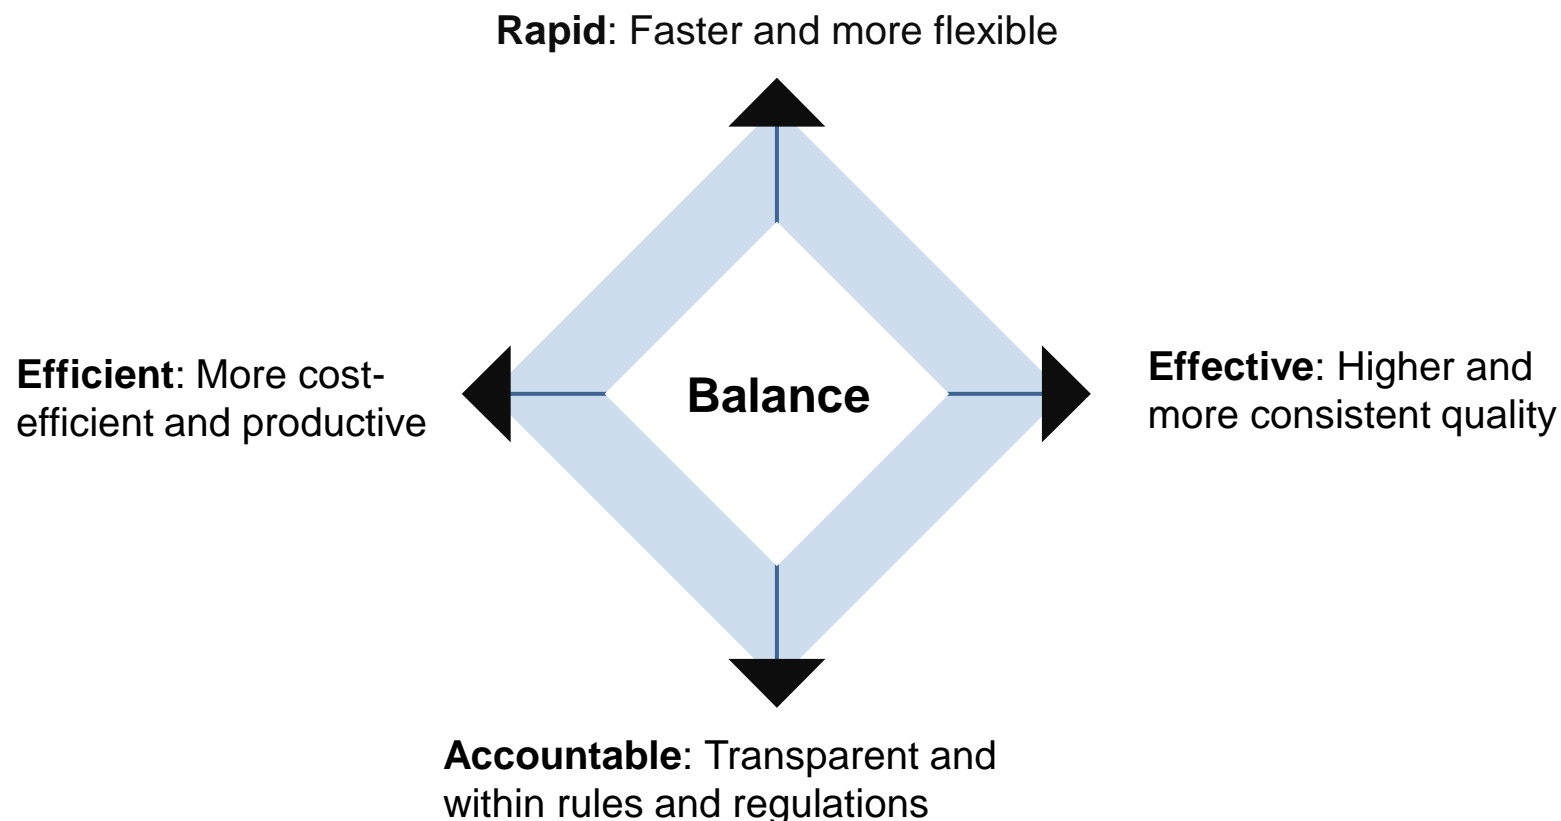 Rapid: Faster and more flexible
Efficient: More cost-
efficient and productive
Balance
Effective: Higher and
more consistent quality
Accountable: Transparent and
within rules and regulations